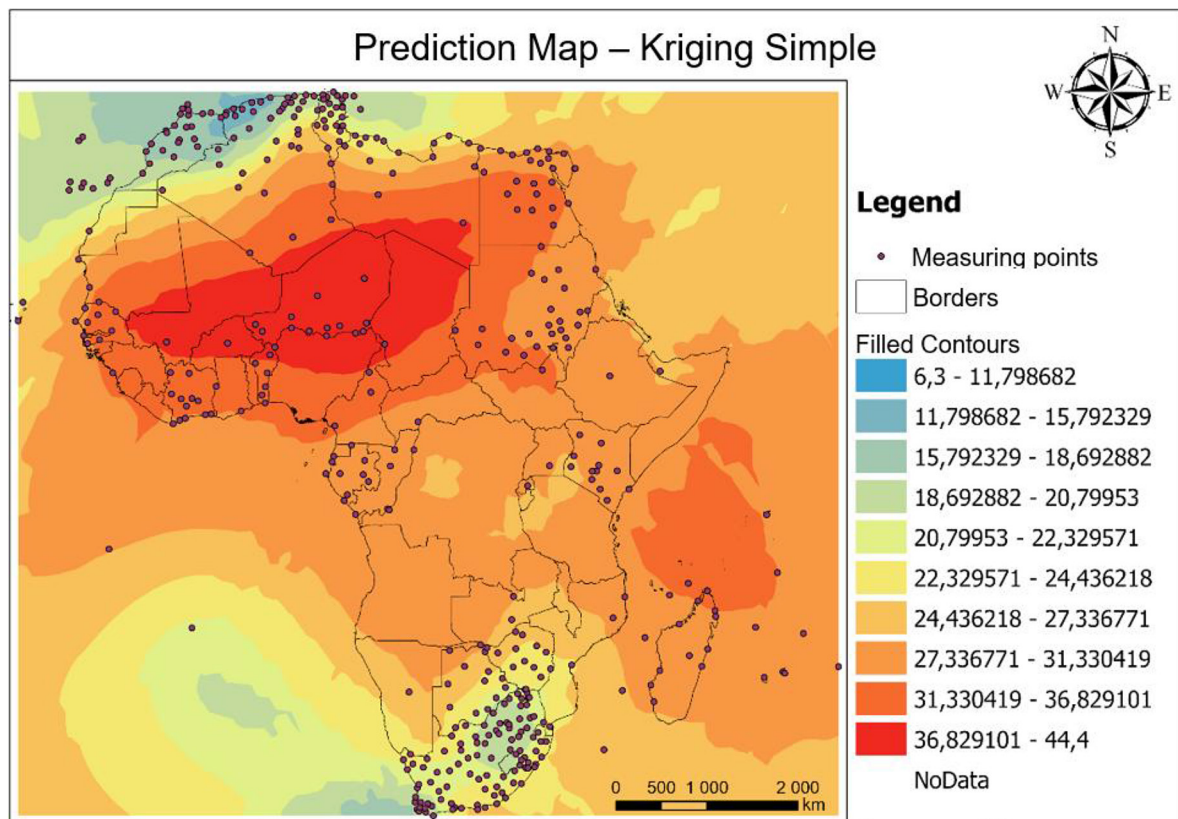 Prediction Map – Kriging Simple
N
W
E
S
Legend
Measuring points
Borders
Filled Contours
6,3 - 11,798682
11,798682 - 15,792329
15,792329 - 18,692882
18,692882 - 20,79953
20,79953 - 22,329571
22,329571 - 24,436218
24,436218 - 27,336771
27,336771 - 31,330419
31,330419 - 36,829101
36,829101 - 44,4
NoData
0 500 1 000 2 000
km